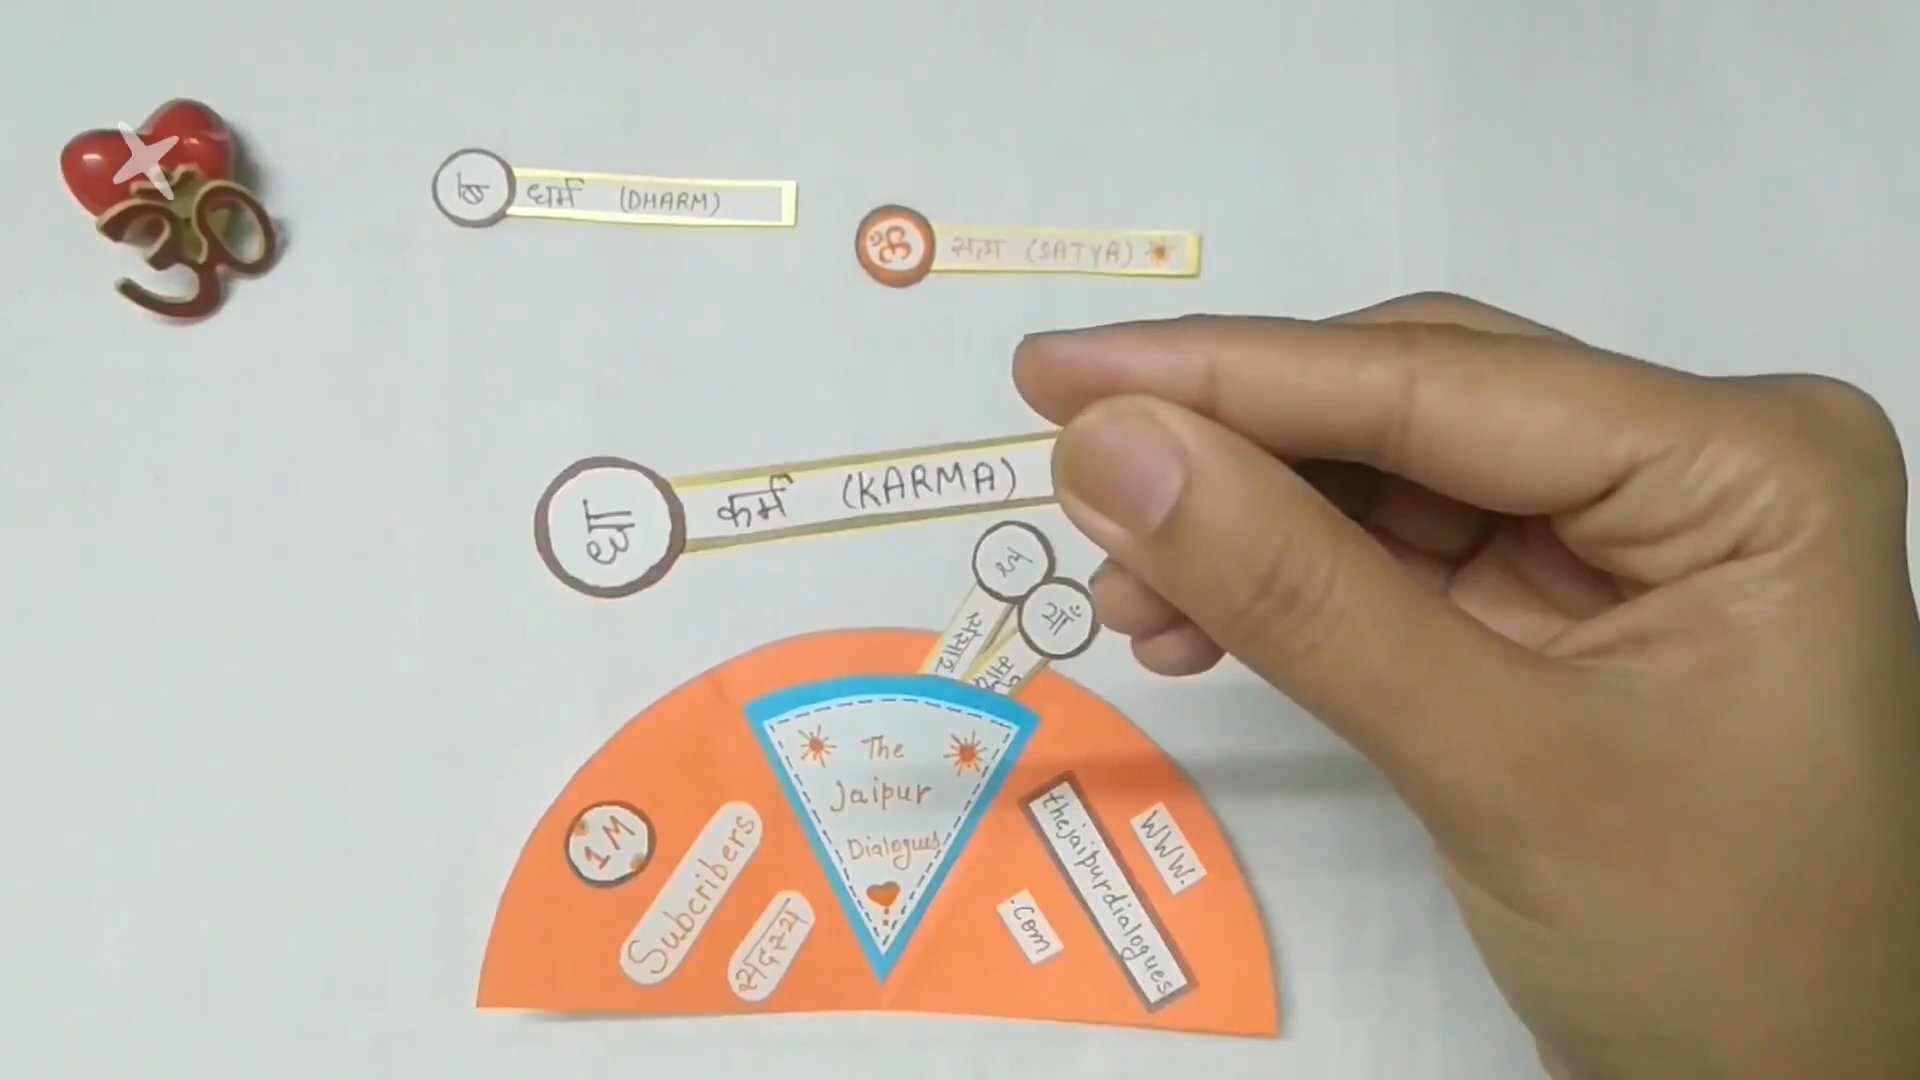 ॐ
धर्म (DHARM)
ॐ
सत्य (SATYA)
धा
कर्म (KARMA)
The
Jaipur
Dialogues
1M
Subcribers
सदस्य
www.
thejaipurdialogues
.com